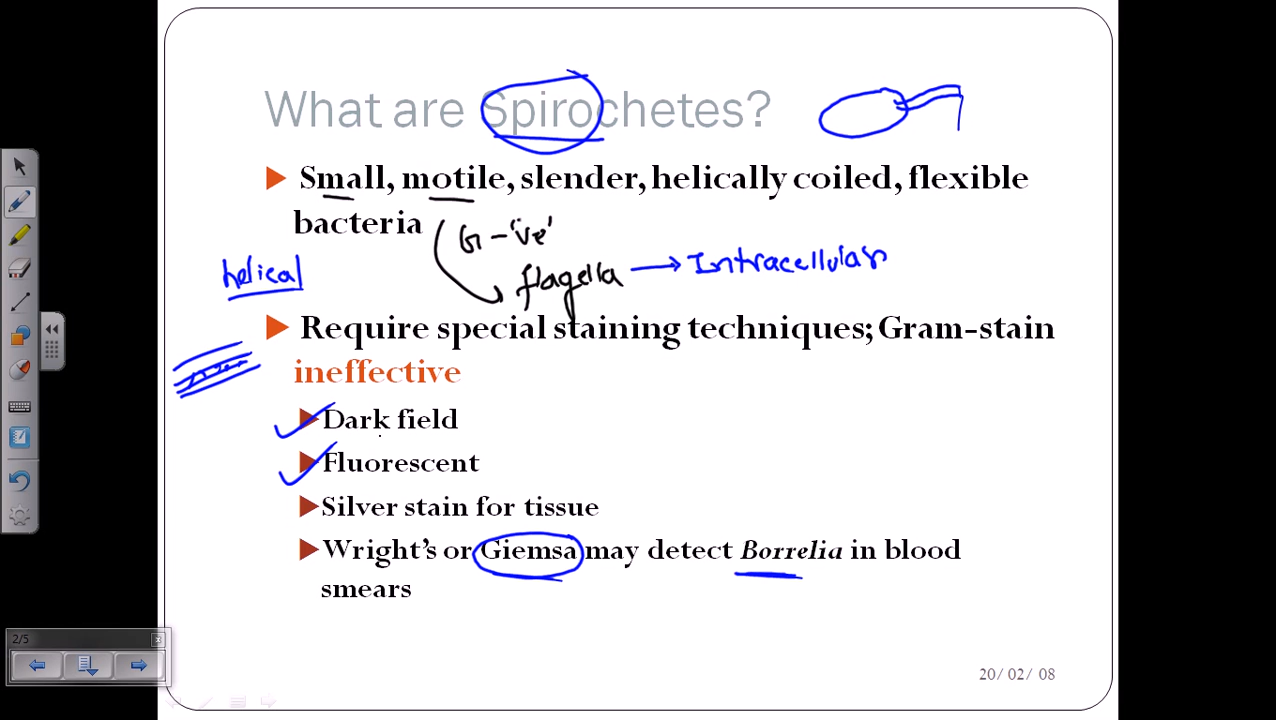 What are Spirochetes?
Small, motile, slender, helically coiled, flexible
bacteria
G -'ve'
flagella → Intracellular
helical
Require special staining techniques; Gram-stain
ineffective
Dark field
Fluorescent
Silver stain for tissue
Wright's or Giemsa may detect Borrelia in blood
smears
2/5
20/ 02/ 08